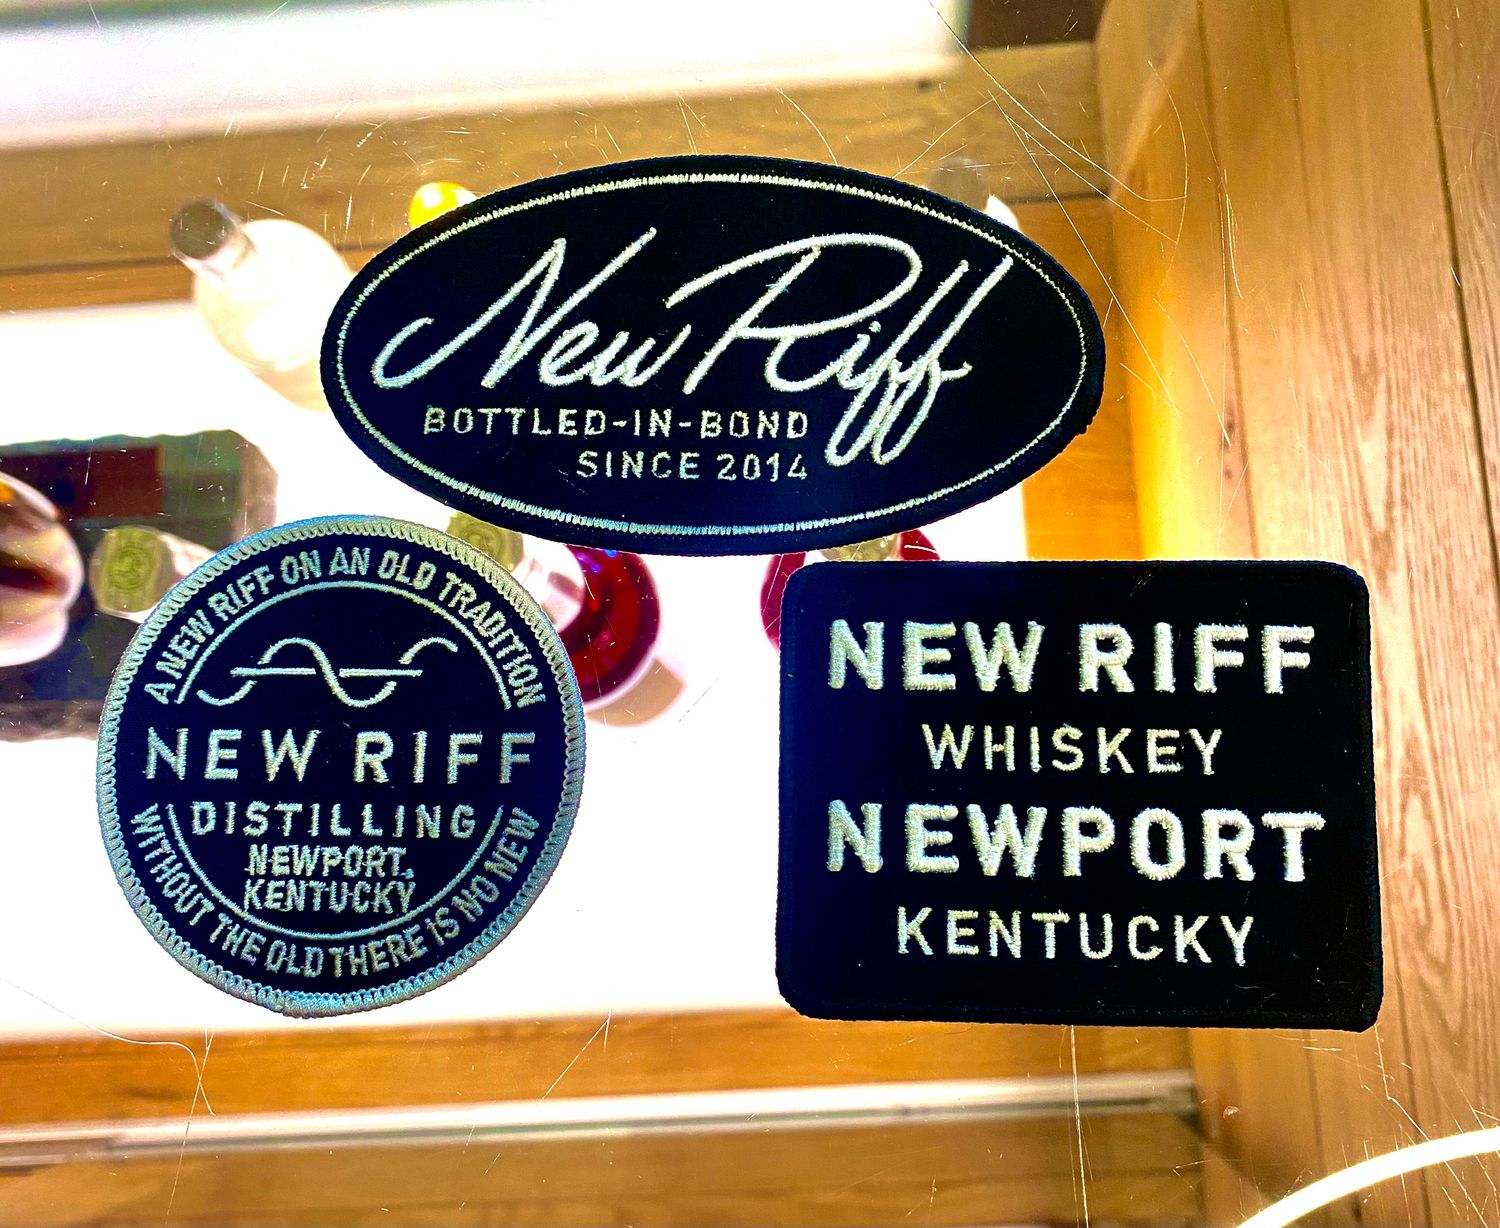 New Riff
BOTTLED-IN-BOND
SINCE 2014
A NEW RIFF ON AN OLD TRADITION
NEW RIFF
DISTILLING
NEWPORT,
KENTUCKY
WITHOUT THE OLD THERE IS NO NEW
NEW RIFF
WHISKEY
NEWPORT
KENTUCKY